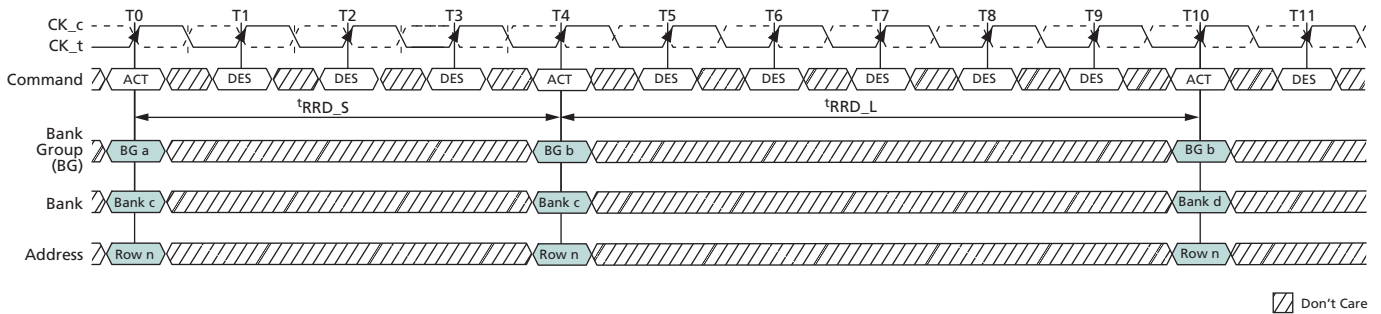 T0 T1 T2 T3 T4 T5 T6 T7 T8 T9 T10 T11
CK_c
CK_t
Command ACT DES DES DES ACT DES DES DES DES DES ACT DES
tRRD_S tRRD_L
Bank
Group
(BG)
BG a BG b BG b
Bank Bank c Bank c Bank d
Address Row n Row n Row n
Don't Care